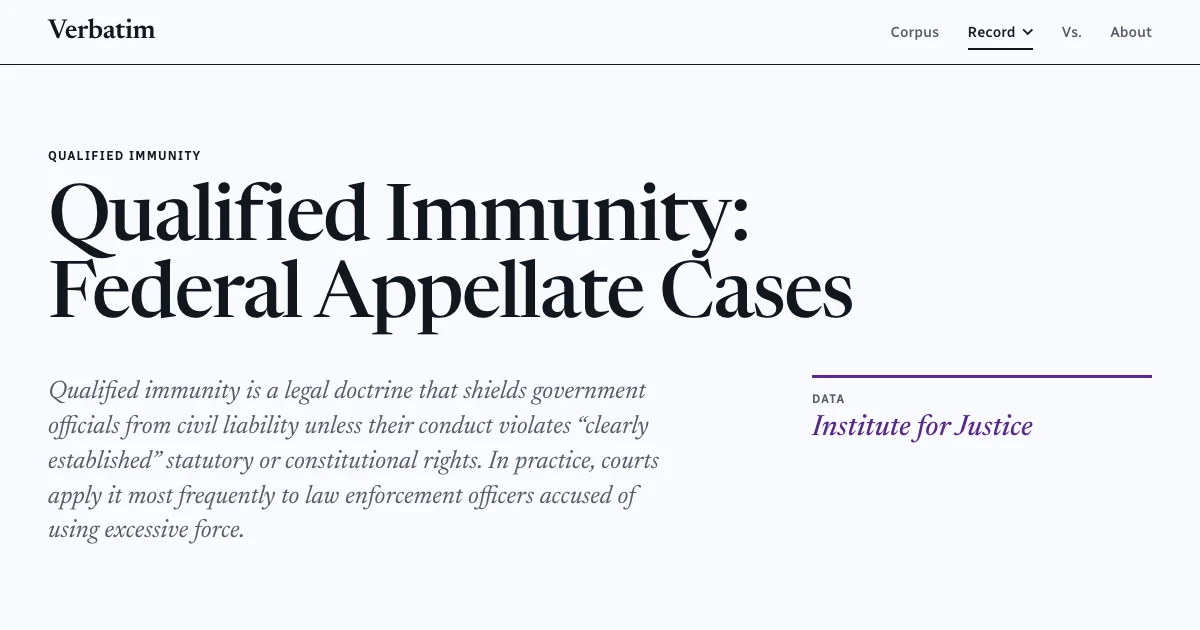 Verbatim
Corpus
Record
Vs.
About
QUALIFIED IMMUNITY
Qualified Immunity:
Federal Appellate Cases
Qualified immunity is a legal doctrine that shields government
officials from civil liability unless their conduct violates “clearly
established” statutory or constitutional rights. In practice, courts
apply it most frequently to law enforcement officers accused of
using excessive force.
DATA
Institute for Justice